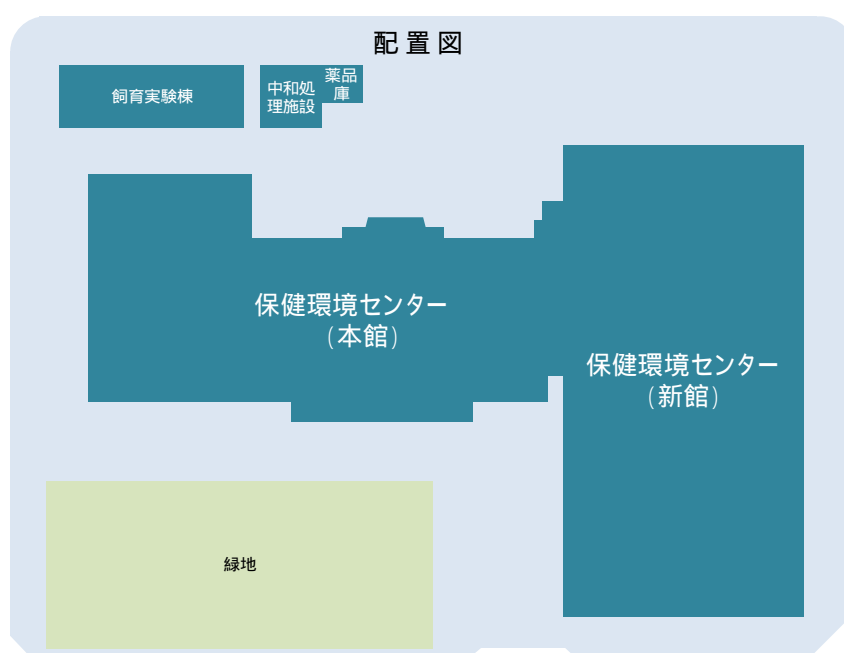 配置図
飼育実験棟
中和処
理施設
薬品
庫
保健環境センター
（本館）
保健環境センター
（新館）
緑地